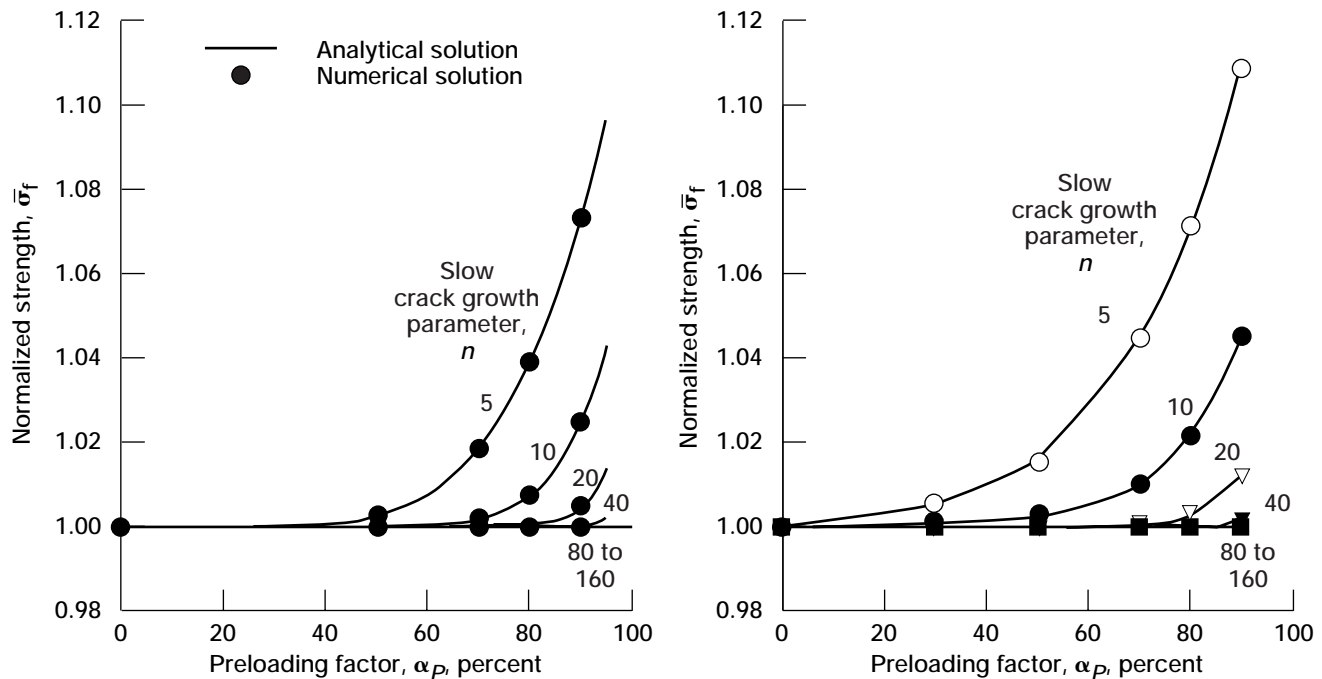 1.12
1.10
1.08
1.06
1.04
1.02
1.00
0.98
Normalized strength, σ̅f
Analytical solution
Numerical solution
Slow
crack growth
parameter,
n
5
10
20
40
80 to
160
0
20
40
60
80
100
Preloading factor, αP, percent
1.12
1.10
1.08
1.06
1.04
1.02
1.00
0.98
Normalized strength, σ̅f
Slow
crack growth
parameter,
n
5
10
20
40
80 to
160
0
20
40
60
80
100
Preloading factor, αP, percent